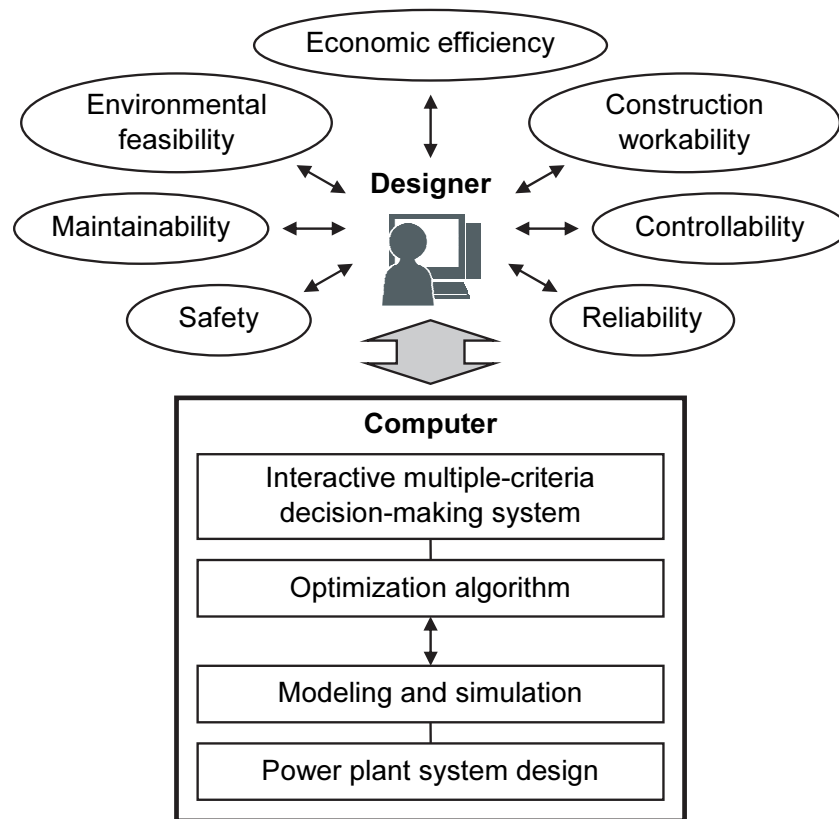 Economic efficiency
Environmental
feasibility
Construction
workability
Designer
Maintainability
Controllability
Safety
Reliability
Computer
Interactive multiple-criteria
decision-making system
Optimization algorithm
Modeling and simulation
Power plant system design